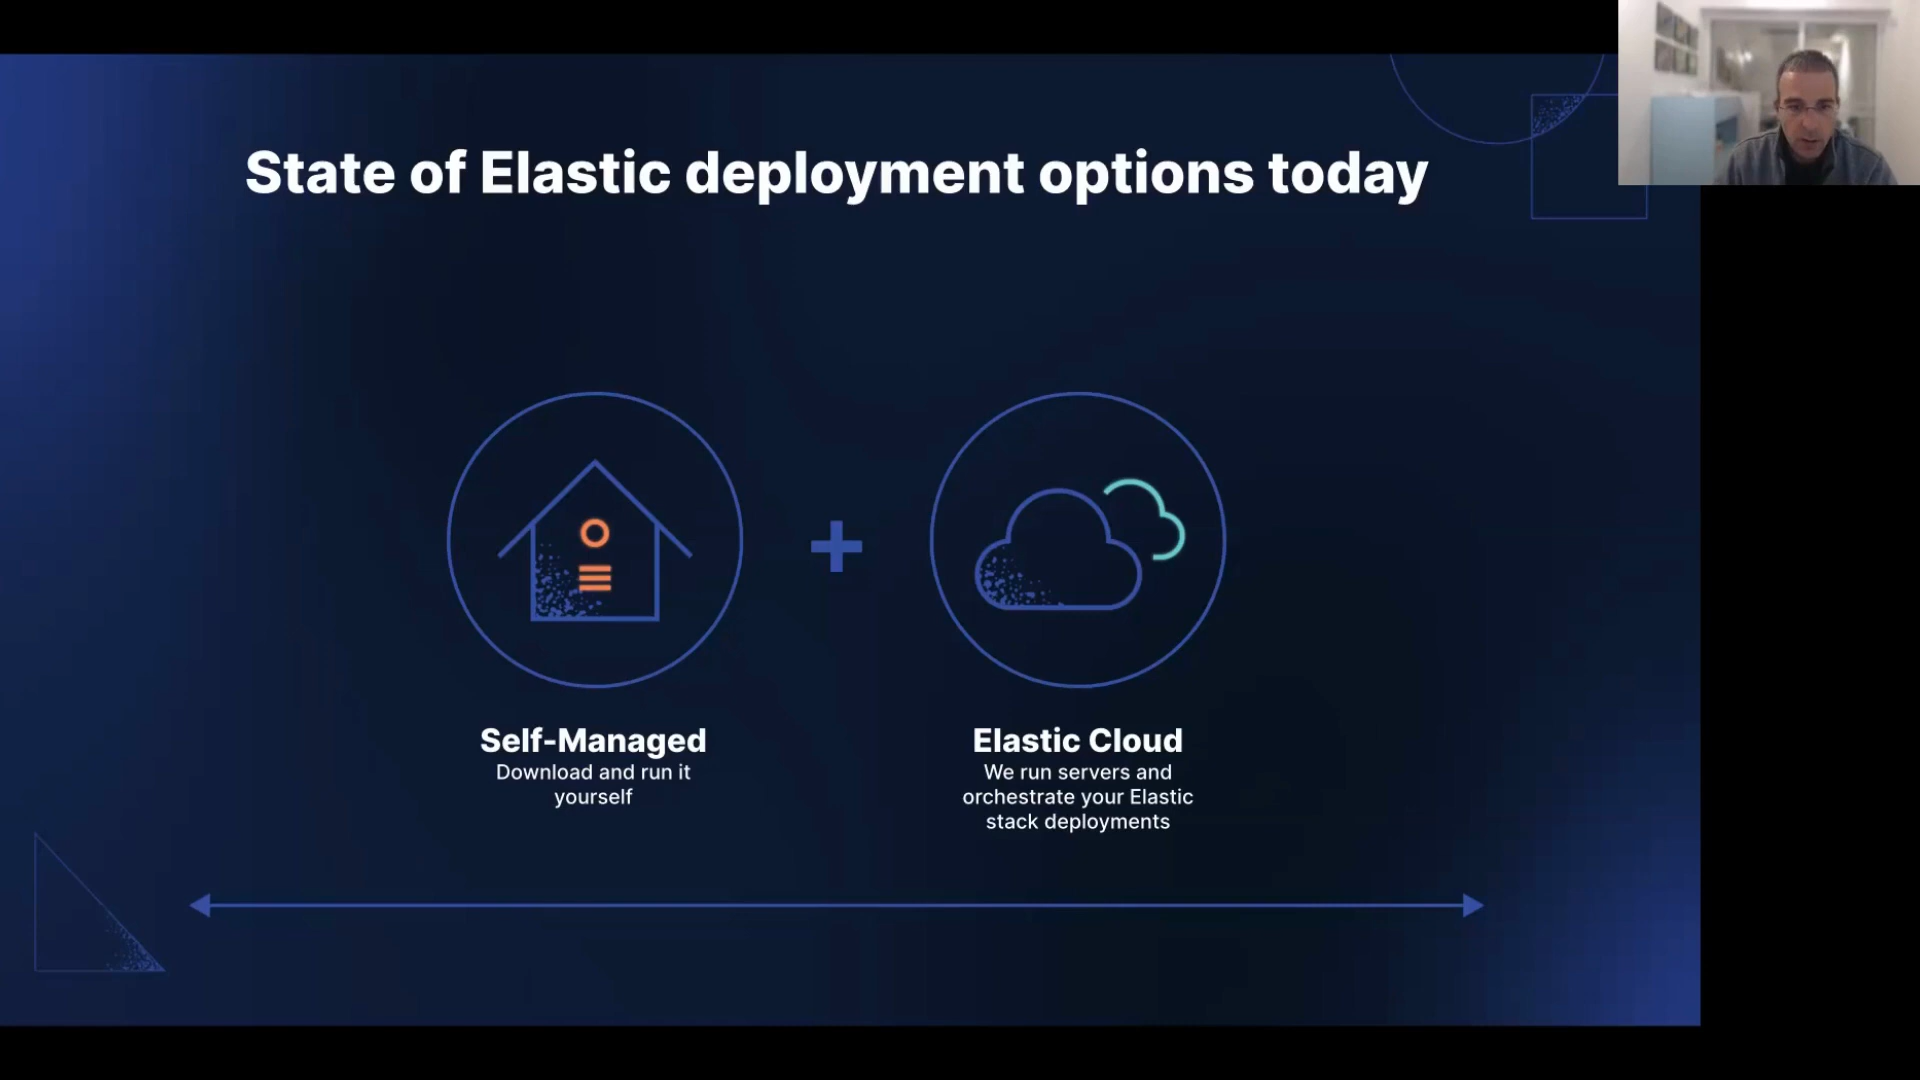 State of Elastic deployment options today
Self-Managed
Download and run it
yourself
Elastic Cloud
We run servers and
orchestrate your Elastic
stack deployments